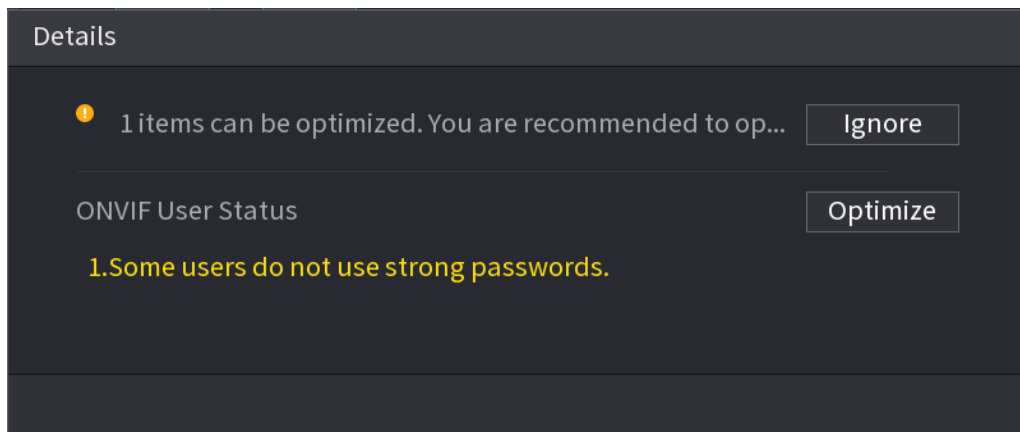 Details
1 items can be optimized. You are recommended to op...
Ignore
ONVIF User Status
Optimize
1.Some users do not use strong passwords.